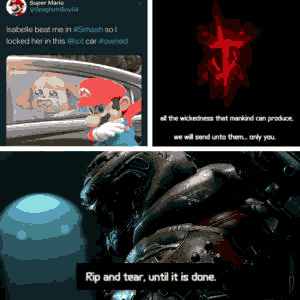 Super Mario
@SpaghettiBoy64
Isabelle beat me in #Smash so I
locked her in this #hot car #owned
all the wickedness that mankind can produce,
we will send unto them... only you.
Rip and tear, until it is done.